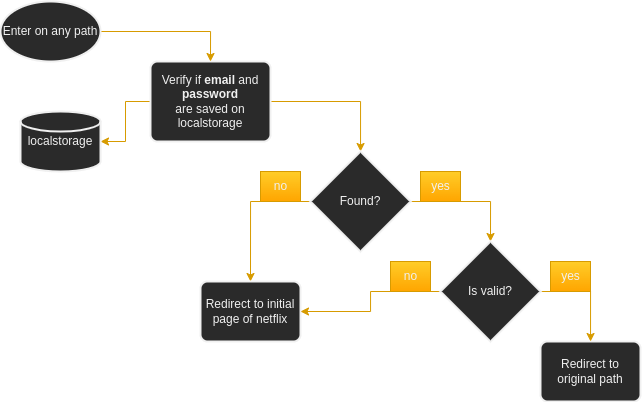 Enter on any path
Verify if email and
password
are saved on
localstorage
localstorage
Found?
no
yes
Is valid?
no
yes
Redirect to initial
page of netflix
Redirect to
original path